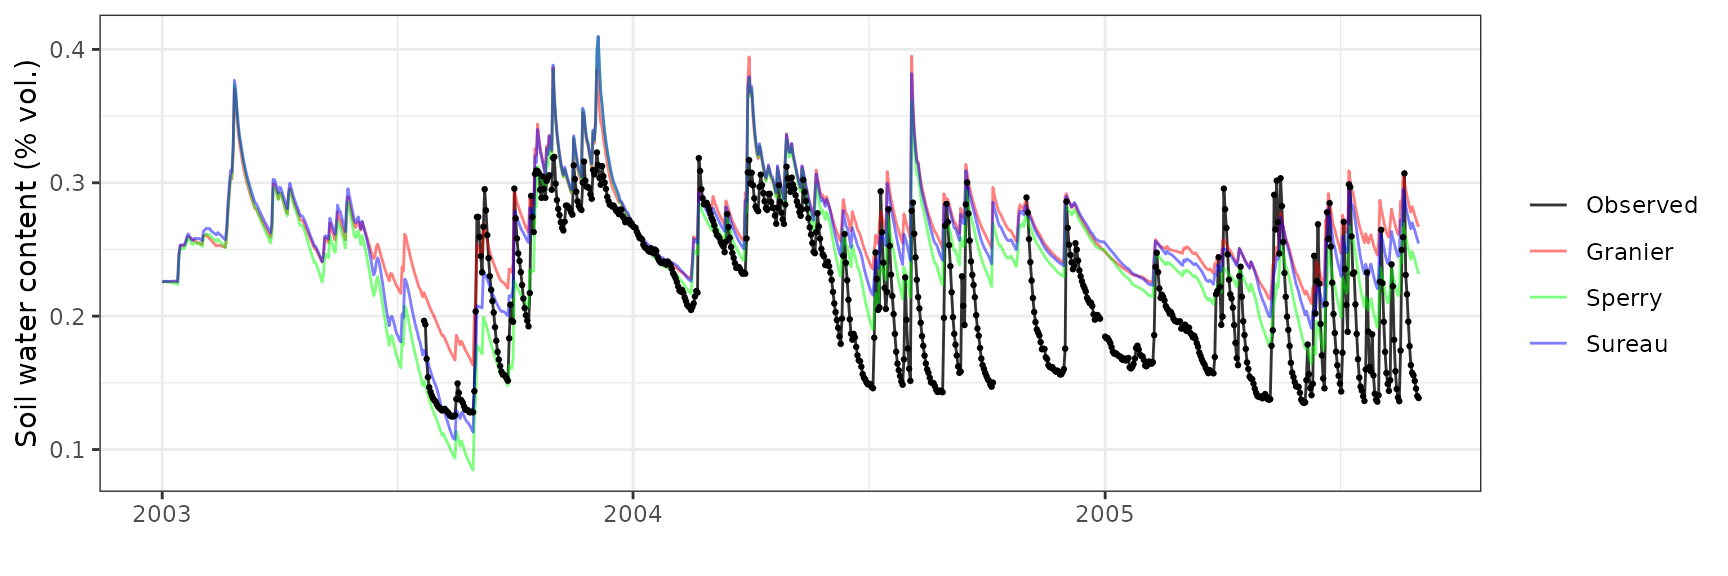 Soil water content (% vol.)
0.4
0.3
0.2
0.1
2003
2004
2005
Observed
Granier
Sperry
Sureau